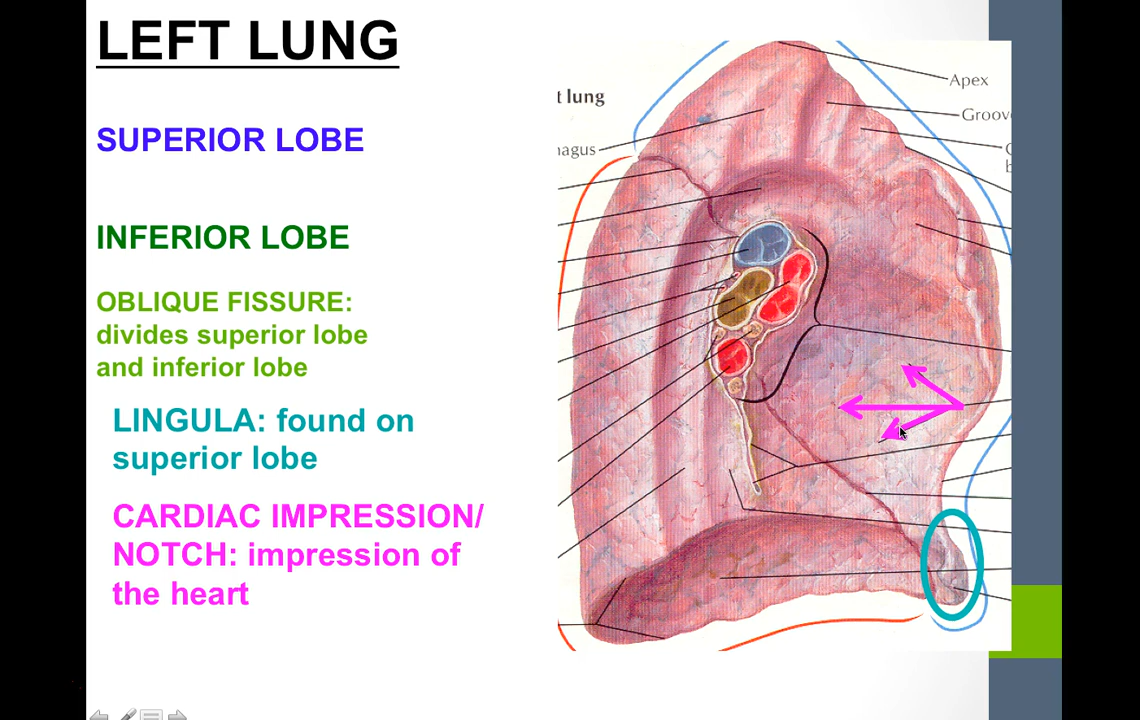 LEFT LUNG
SUPERIOR LOBE
INFERIOR LOBE
OBLIQUE FISSURE:
divides superior lobe
and inferior lobe
LINGULA: found on
superior lobe
CARDIAC IMPRESSION/
NOTCH: impression of
the heart
t lung
Apex
Groov
agus